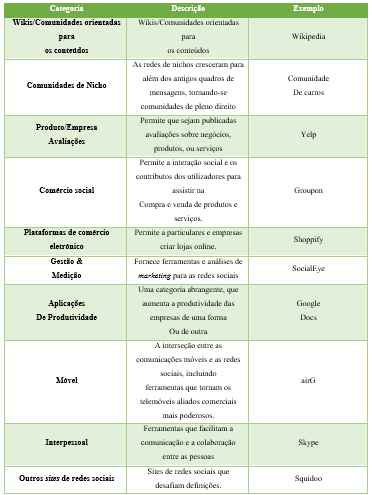 Categoria Descrição Exemplo
Wikis/Comunidades orientadas
para
os conteúdos
Wikis/Comunidades orientadas
para
os conteúdos
Wikipedia
Comunidades de Nicho
As redes de nichos cresceram para
além dos antigos quadros de
mensagens, tornando-se
comunidades de pleno direito
Comunidade
De carros
Produto/Empresa
Avaliações
Permite que sejam publicadas
avaliações sobre negócios,
produtos, ou serviços
Yelp
Comércio social
Permite a interação social e os
contributos dos utilizadores para
assistir na
Compra e venda de produtos e
serviços.
Groupon
Plataformas de comércio
eletrónico
Permite a particulares e empresas
criar lojas online.
Shoppify
Gestão &
Medição
Fornece ferramentas e análises de
marketing para as redes sociais
SocialEye
Aplicações
De Produtividade
Uma categoria abrangente, que
aumenta a produtividade das
empresas de uma forma
Ou de outra
Google
Docs
Móvel
A interseção entre as
comunicações móveis e as redes
sociais, incluindo
ferramentas que tornam os
telemóveis aliados comerciais
mais poderosos.
airG
Interpessoal
Ferramentas que facilitam a
comunicação e a colaboração
entre as pessoas
Skype
Outros sites de redes sociais
Sites de redes sociais que
desafiam definições.
Squidoo